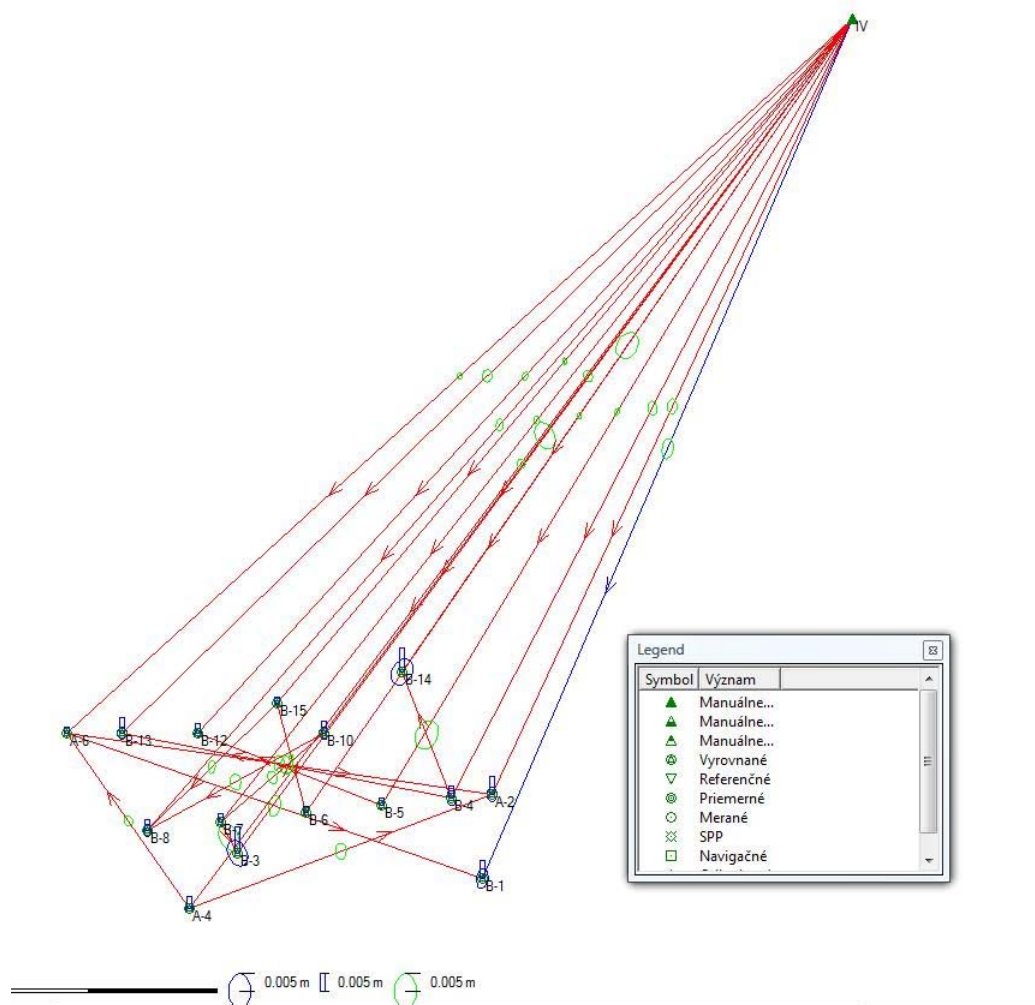 IV
B-14
B-15
A-6
B-13
B-12
B-10
B-5
B-4
A-2
B-6
B-7
B-8
B-3
B-1
A-4
0.005 m
0.005 m
0.005 m
Legend
Symbol Význam
Manuálne...
Manuálne...
Manuálne...
Vyrovnané
Referenčné
Priemerné
Merané
SPP
Navigačné